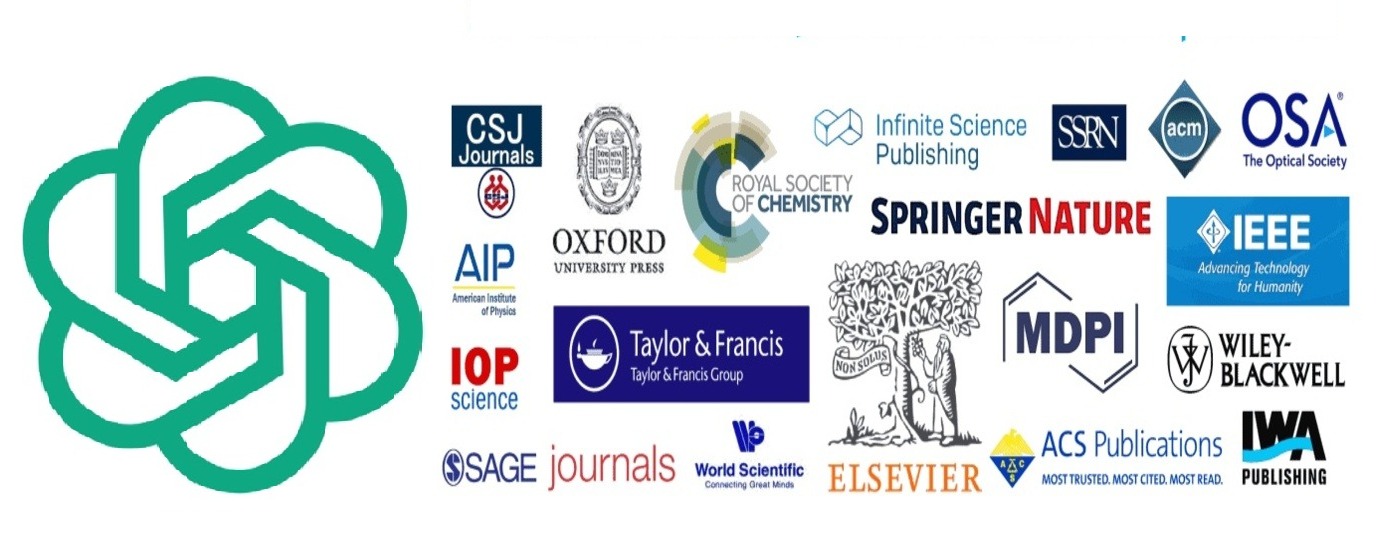 CSJ
Journals
OXFORD
UNIVERSITY PRESS
ROYAL SOCIETY
OF CHEMISTRY
Infinite Science
Publishing
SSRN
acm
OSA®
The Optical Society
SPRINGER NATURE
IEEE
Advancing Technology
for Humanity
AIP
American Institute
of Physics
Taylor & Francis
Taylor & Francis Group
NON SOLUS
ELSEVIER
MDPI
WILEY-
BLACKWELL
IOP
science
SAGE journals
World Scientific
Connecting Great Minds
ACS
ACS Publications
MOST TRUSTED. MOST CITED. MOST READ.
IWA
PUBLISHING